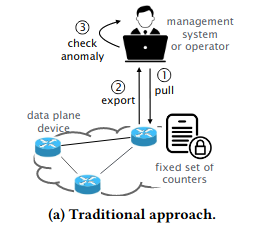 ③
check
anomaly
management
system
or operator
①
pull
②
export
data plane
device
fixed set of
counters
(a) Traditional approach.